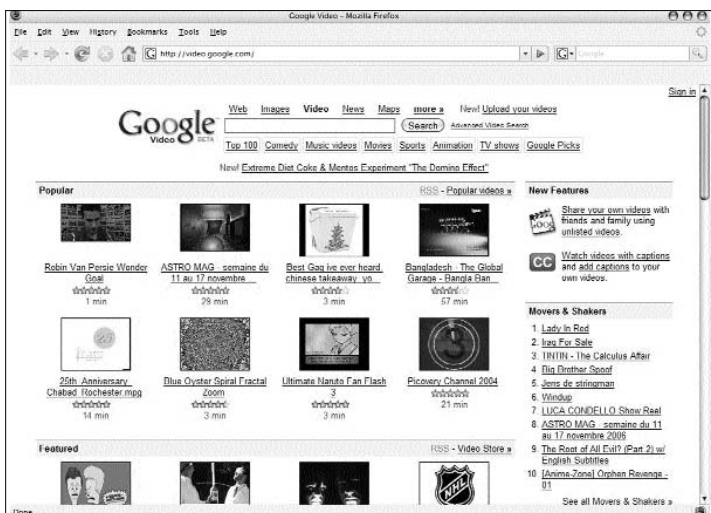 Google Video - Mozilla Firefox
File Edit View History Bookmarks Tools Help
http://video.google.com/
Google
Sign in
Web Images Video News Maps more » New! Upload your videos
Google
Video BETA
Search Advanced Video Search
Top 100 Comedy Music videos Movies Sports Animation TV shows Google Picks
New! Extreme Diet Coke & Mentos Experiment "The Domino Effect"
Popular RSS - Popular videos »
Robin Van Persie Wonder Goal
1 min
ASTRO MAG - semaine du 11 au 17 novembre ...
29 min
Best Gag ive ever heard chinese takeaway yo...
3 min
Bangladesh - The Global Garage - Bangla Ban...
57 min
25
25th Anniversary Chabad Rochester.mpg
14 min
Blue Oyster Spiral Fractal Zoom
3 min
Ultimate Naruto Fan Flash 3
3 min
3
Picovery Channel 2004
21 min
Featured RSS - Video Store »
NHL
New Features
Share your own videos with
friends and family using
unlisted videos.
CC
Watch videos with captions
and add captions to your
own videos.
Movers & Shakers
1. Lady In Red
2. Iraq For Sale
3. TINTIN - The Calculus Affair
4. Big Brother Spoof
5. Jens de stringman
6. Windup
7. LUCA CONDELLO Show Reel
8. ASTRO MAG semaine du 11
au 17 novembre 2006
9. The Root of All Evil? (Part 2) w/
English Subtitles
10. [Anime-Zone] Orphen Revenge -
01
See all Movers & Shakers »
Done